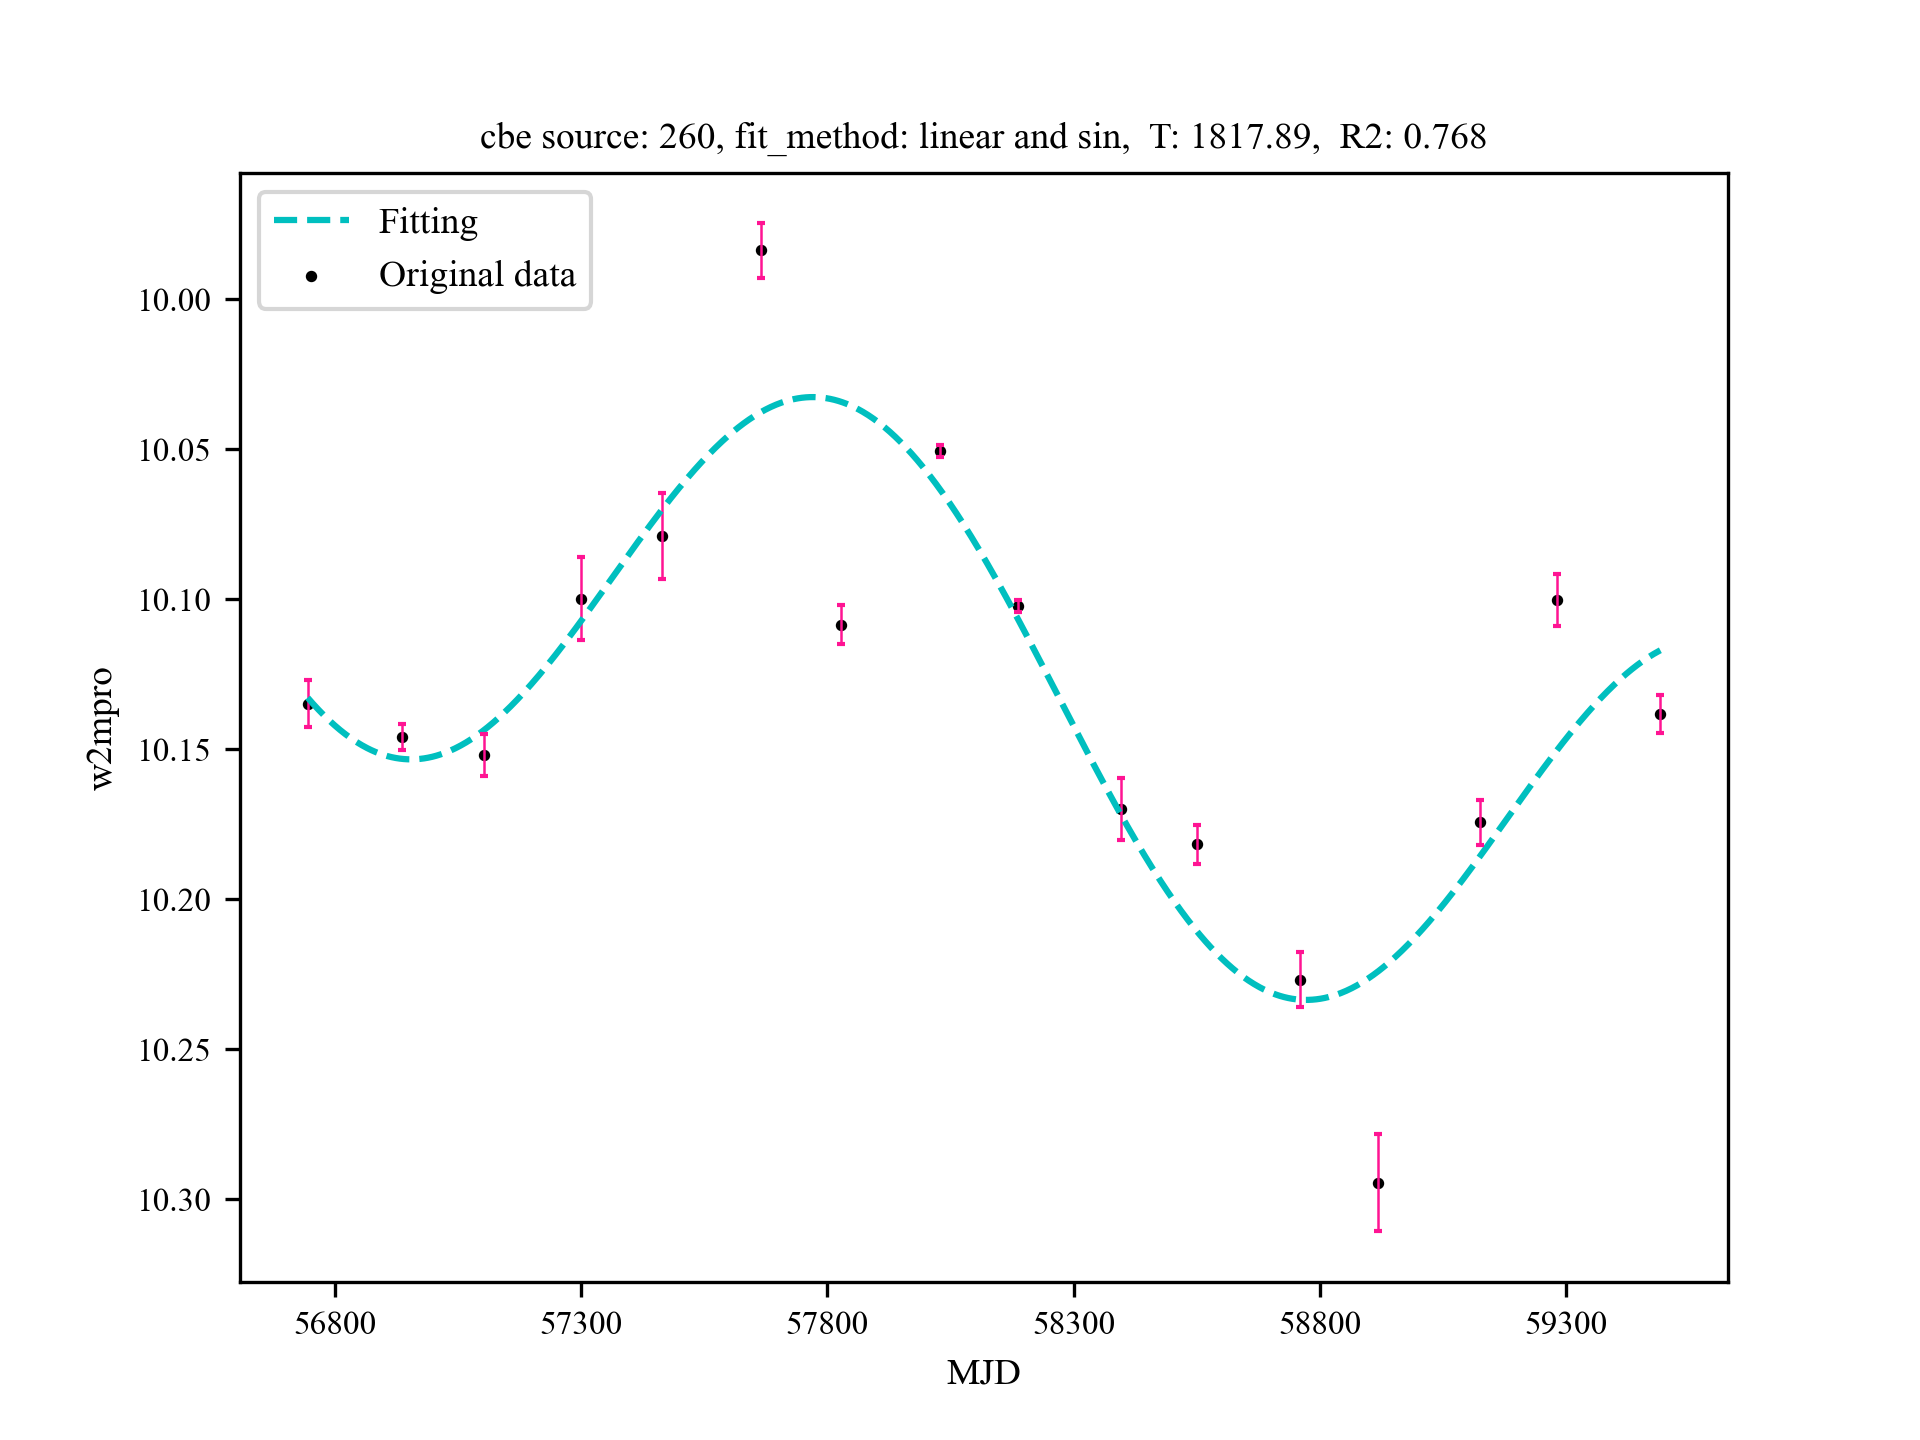 cbe source: 260, fit_method: linear and sin,  T: 1817.89,  R2: 0.768
Fitting
Original data
10.00
10.05
10.10
10.15
10.20
10.25
10.30
w2mpro
56800 57300 57800 58300 58800 59300
MJD